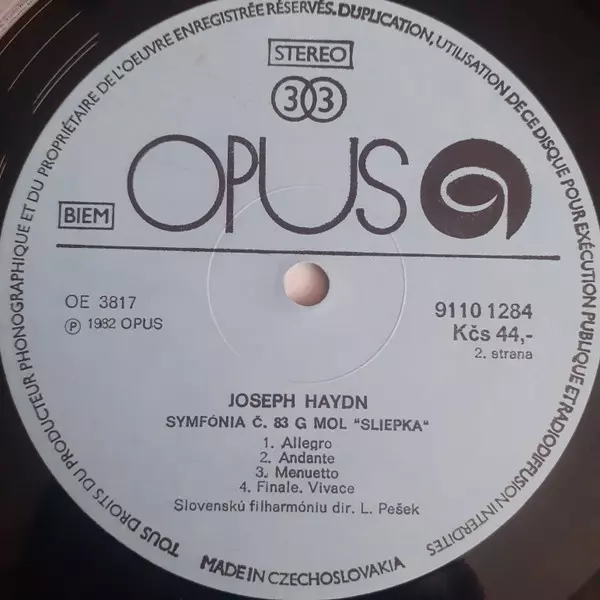 TOUS DROITS DU PRODUCTEUR PHONOGRAPHIQUE ET DU PROPRIÉTAIRE DE L'OEUVRE ENREGISTRÉE RÉSERVÉS. DUPLICATION, UTILISATION DE CE DISQUE POUR EXÉCUTION PUBLIQUE ET RADIODIFFUSION INTERDITES
STEREO
33
OPUS
BIEM
OE 3817
℗ 1982 OPUS
9110 1284
Kčs 44,-
2. strana
JOSEPH HAYDN
SYMFÓNIA Č. 83 G MOL "SLIEPKA"
1. Allegro
2. Andante
3. Menuetto
4. Finale. Vivace
Slovenskú filharmóniu dir. L. Pešek
MADE IN CZECHOSLOVAKIA